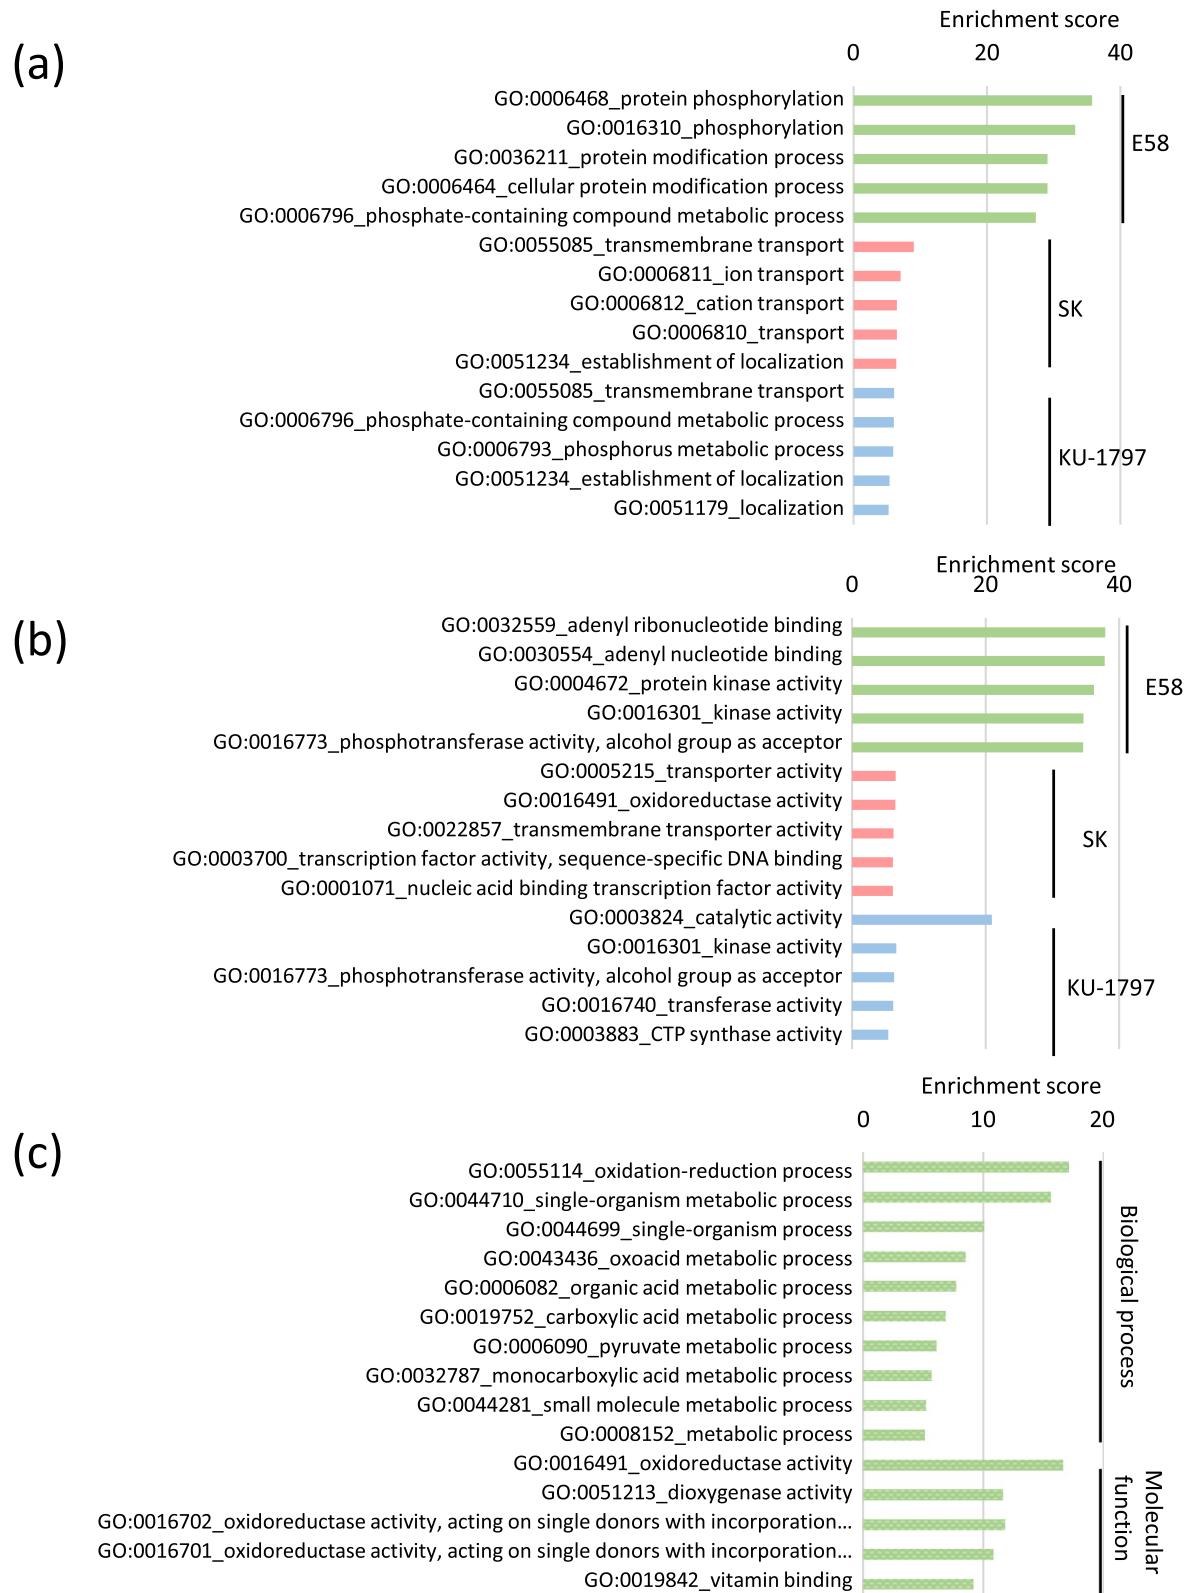 (a)
Enrichment score
0 20 40
GO:0006468_protein phosphorylation
GO:0016310_phosphorylation
GO:0036211_protein modification process
GO:0006464_cellular protein modification process
GO:0006796_phosphate-containing compound metabolic process
E58
GO:0055085_transmembrane transport
GO:0006811_ion transport
GO:0006812_cation transport
GO:0006810_transport
GO:0051234_establishment of localization
SK
GO:0055085_transmembrane transport
GO:0006796_phosphate-containing compound metabolic process
GO:0006793_phosphorus metabolic process
GO:0051234_establishment of localization
GO:0051179_localization
KU-1797
(b)
Enrichment score
0 20 40
GO:0032559_adenyl ribonucleotide binding
GO:0030554_adenyl nucleotide binding
GO:0004672_protein kinase activity
GO:0016301_kinase activity
GO:0016773_phosphotransferase activity, alcohol group as acceptor
E58
GO:0005215_transporter activity
GO:0016491_oxidoreductase activity
GO:0022857_transmembrane transporter activity
GO:0003700_transcription factor activity, sequence-specific DNA binding
GO:0001071_nucleic acid binding transcription factor activity
SK
GO:0003824_catalytic activity
GO:0016301_kinase activity
GO:0016773_phosphotransferase activity, alcohol group as acceptor
GO:0016740_transferase activity
GO:0003883_CTP synthase activity
KU-1797
(c)
Enrichment score
0 10 20
GO:0055114_oxidation-reduction process
GO:0044710_single-organism metabolic process
GO:0044699_single-organism process
GO:0043436_oxoacid metabolic process
GO:0006082_organic acid metabolic process
GO:0019752_carboxylic acid metabolic process
GO:0006090_pyruvate metabolic process
GO:0032787_monocarboxylic acid metabolic process
GO:0044281_small molecule metabolic process
GO:0008152_metabolic process
Biological process
GO:0016491_oxidoreductase activity
GO:0051213_dioxygenase activity
GO:0016702_oxidoreductase activity, acting on single donors with incorporation...
GO:0016701_oxidoreductase activity, acting on single donors with incorporation...
GO:0019842_vitamin binding
Molecular
function